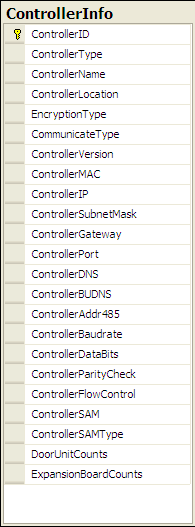 ControllerInfo
ControllerID
ControllerType
ControllerName
ControllerLocation
EncryptionType
CommunicateType
ControllerVersion
ControllerMAC
ControllerIP
ControllerSubnetMask
ControllerGateway
ControllerPort
ControllerDNS
ControllerBUDNS
ControllerAddr485
ControllerBaudrate
ControllerDataBits
ControllerParityCheck
ControllerFlowControl
ControllerSAM
ControllerSAMType
DoorUnitCounts
ExpansionBoardCounts